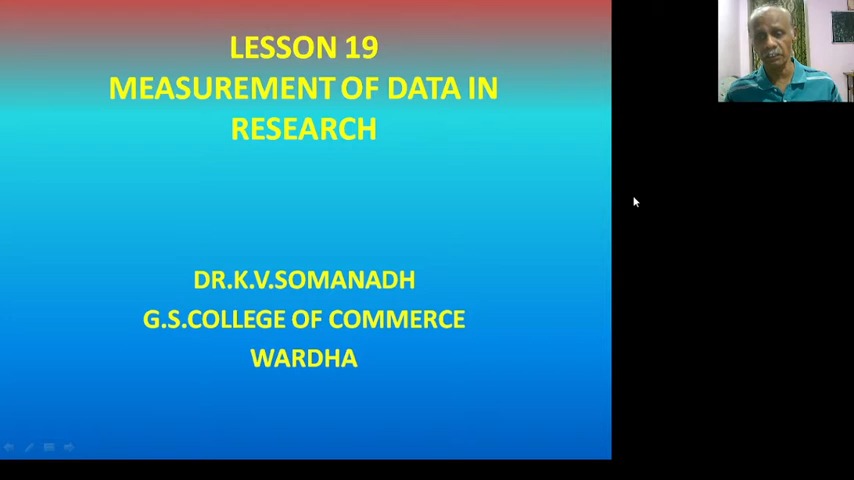 LESSON 19
MEASUREMENT OF DATA IN
RESEARCH
DR.K.V.SOMANADH
G.S.COLLEGE OF COMMERCE
WARDHA